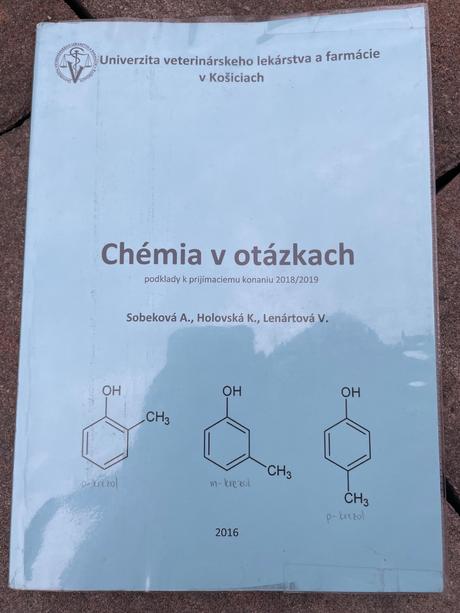 Univerzita veterinárskeho lekárstva a farmácie
v Košiciach
Chémia v otázkach
podklady k prijímaciemu konaniu 2018/2019
Sobeková A., Holovská K., Lenártová V.
OH
CH₃
o-krezol
OH
CH₃
m-krezol
OH
CH₃
p-krezol
2016